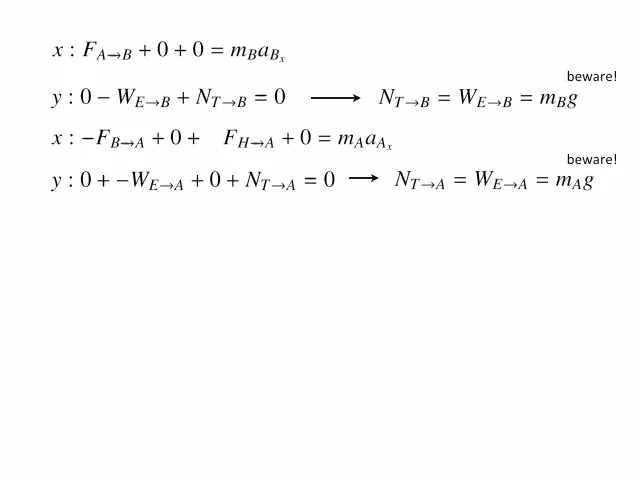 x : F_{A→B} + 0 + 0 = m_B a_{B_x}
beware!
y : 0 − W_{E→B} + N_{T→B} = 0 ⟶ N_{T→B} = W_{E→B} = m_B g
x : −F_{B→A} + 0 + F_{H→A} + 0 = m_A a_{A_x}
beware!
y : 0 + −W_{E→A} + 0 + N_{T→A} = 0 ⟶ N_{T→A} = W_{E→A} = m_A g